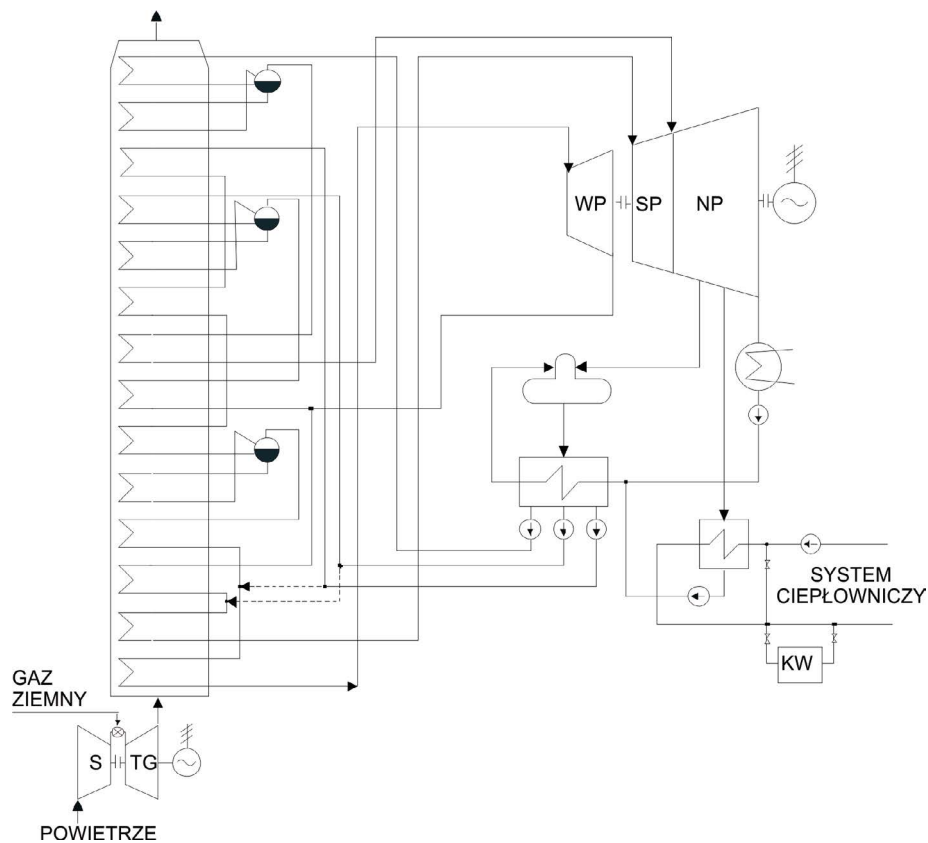 WP
SP
NP
SYSTEM
CIEPŁOWNICZY
KW
GAZ
ZIEMNY
S
TG
POWIETRZE